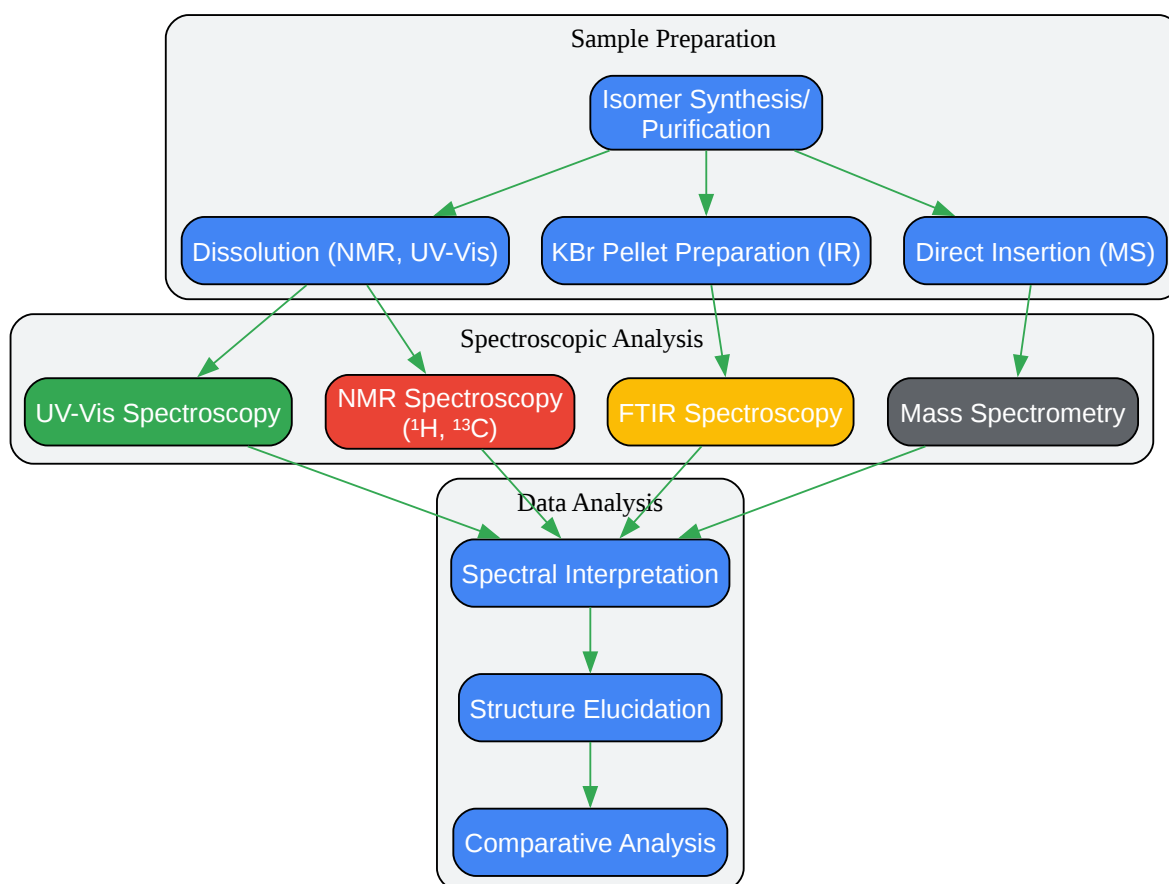 Sample Preparation
Isomer Synthesis/
Purification
Dissolution (NMR, UV-Vis)
KBr Pellet Preparation (IR)
Direct Insertion (MS)
Spectroscopic Analysis
UV-Vis Spectroscopy
NMR Spectroscopy
(¹H, ¹³C)
FTIR Spectroscopy
Mass Spectrometry
Data Analysis
Spectral Interpretation
Structure Elucidation
Comparative Analysis